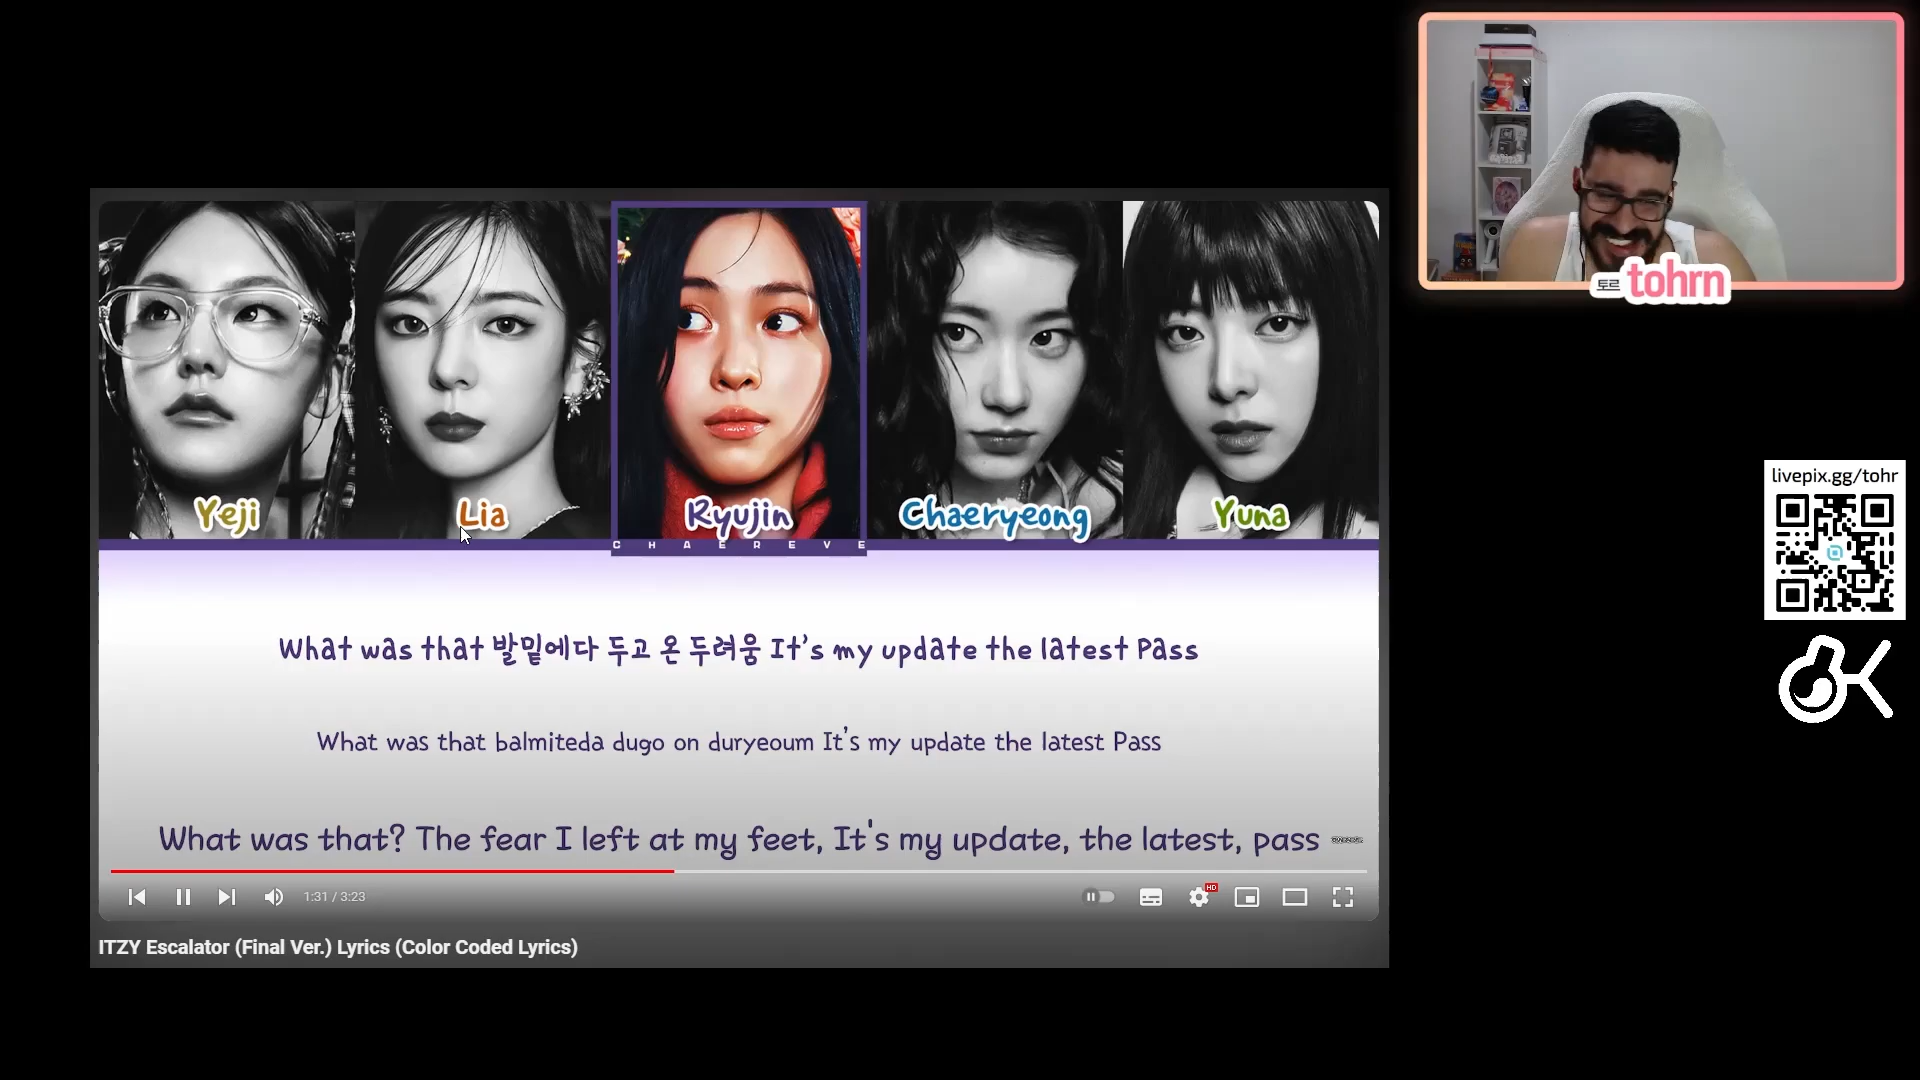 토르 tohrn
Yeji
Lia
Ryujin
Chaeryeong
Yuna
CHAEREVE
livepix.gg/tohr
What was that 발밑에다 두고 온 두려움 It's my update the latest Pass
What was that balmiteda dugo on duryeoum It's my update the latest Pass
What was that? The fear I left at my feet, It's my update, the latest, pass
1:31 / 3:23
HD
ITZY Escalator (Final Ver.) Lyrics (Color Coded Lyrics)